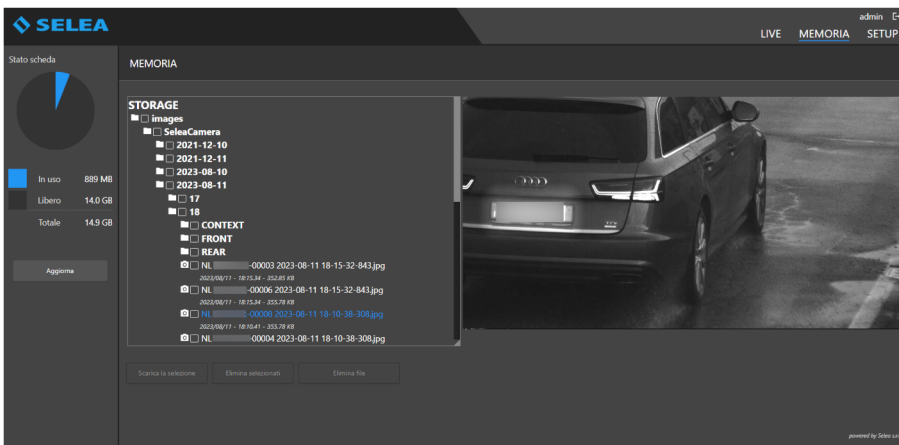 SELEA
admin
LIVE MEMORIA SETUP
Stato scheda
In uso 889 MB
Libero 14.0 GB
Totale 14.9 GB
Aggiorna
MEMORIA
STORAGE
images
SeleaCamera
2021-12-10
2021-12-11
2023-08-10
2023-08-11
17
18
CONTEXT
FRONT
REAR
NL -00003 2023-08-11 18-15-32-843.jpg
2023/08/11 - 18:15.34 - 352.85 KB
NL -00006 2023-08-11 18-15-32-843.jpg
2023/08/11 - 18:15.34 - 355.78 KB
NL -00008 2023-08-11 18-10-38-308.jpg
2023/08/11 - 18:10.41 - 355.78 KB
NL -00004 2023-08-11 18-10-38-308.jpg
Scarica la selezione Elimina selezionati Elimina file
powered by Selea